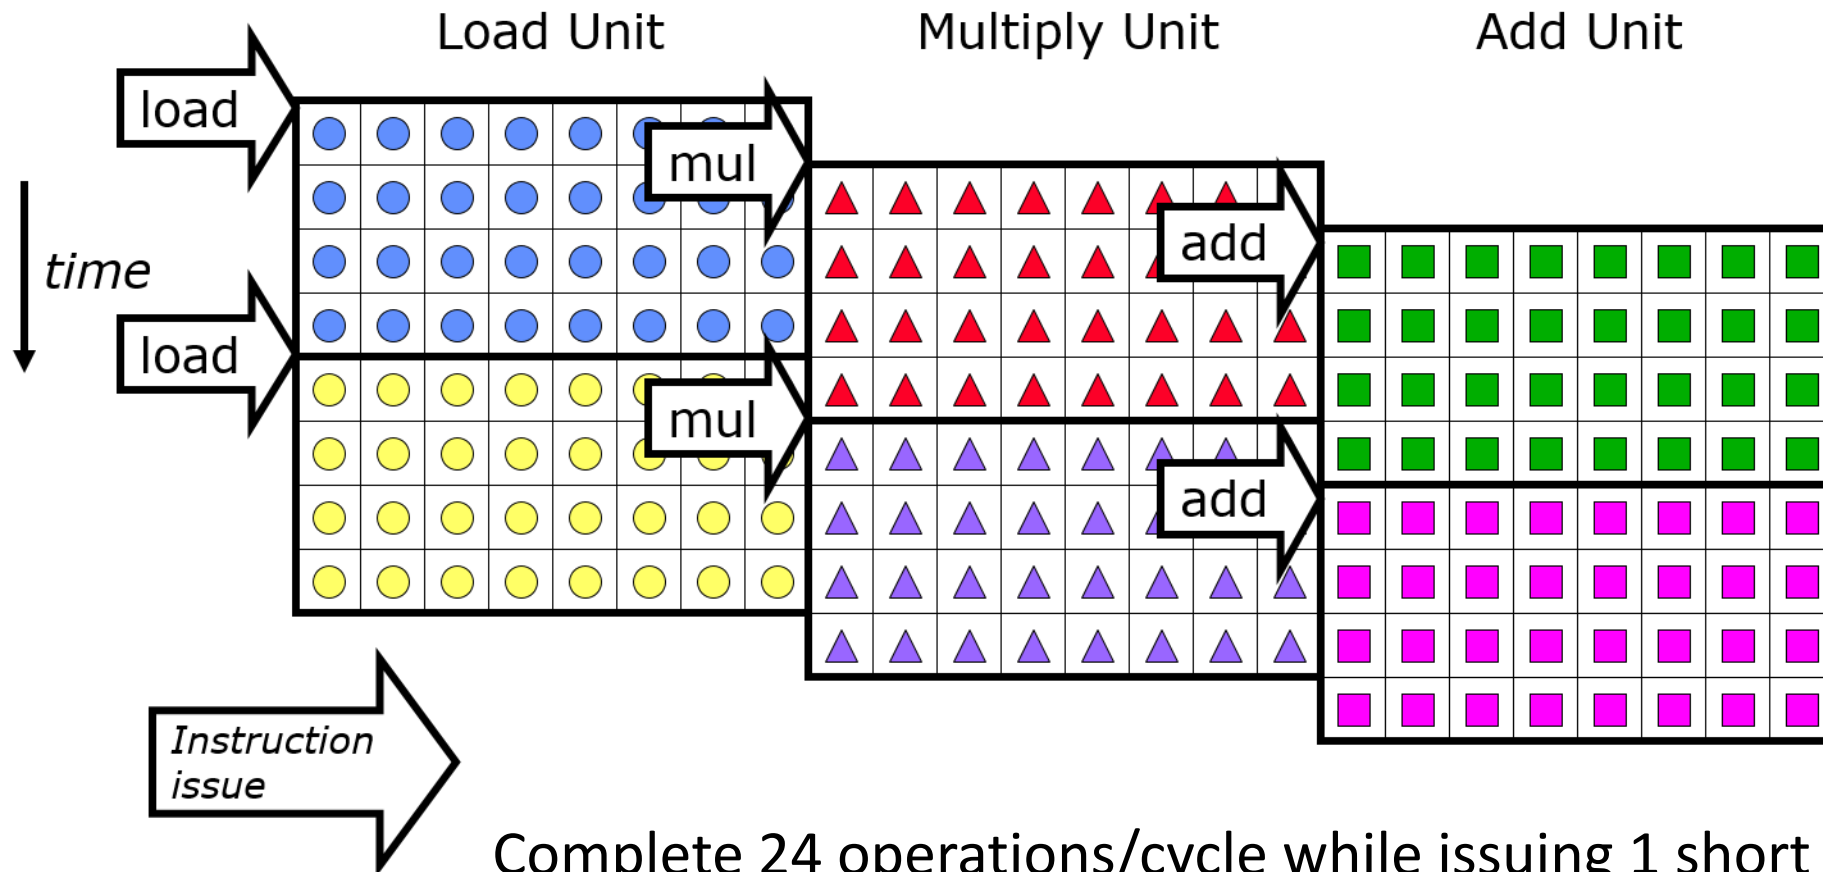 Load Unit
Multiply Unit
Add Unit
load
mul
add
time
load
mul
add
Instruction
issue
Complete 24 operations/cycle while issuing 1 short